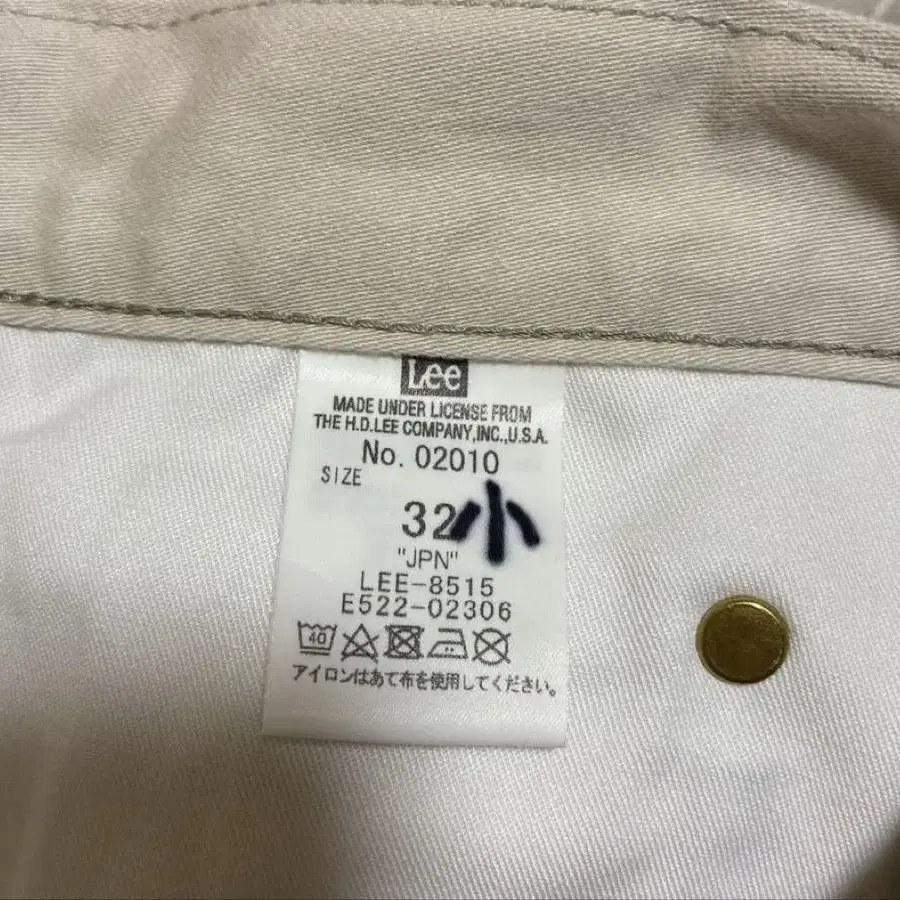 Lee
MADE UNDER LICENSE FROM
THE H.D.LEE COMPANY,INC.,U.S.A.
No. 02010
SIZE
32小
"JPN"
LEE-8515
E522-02306
40
アイロンはあて布を使用してください。